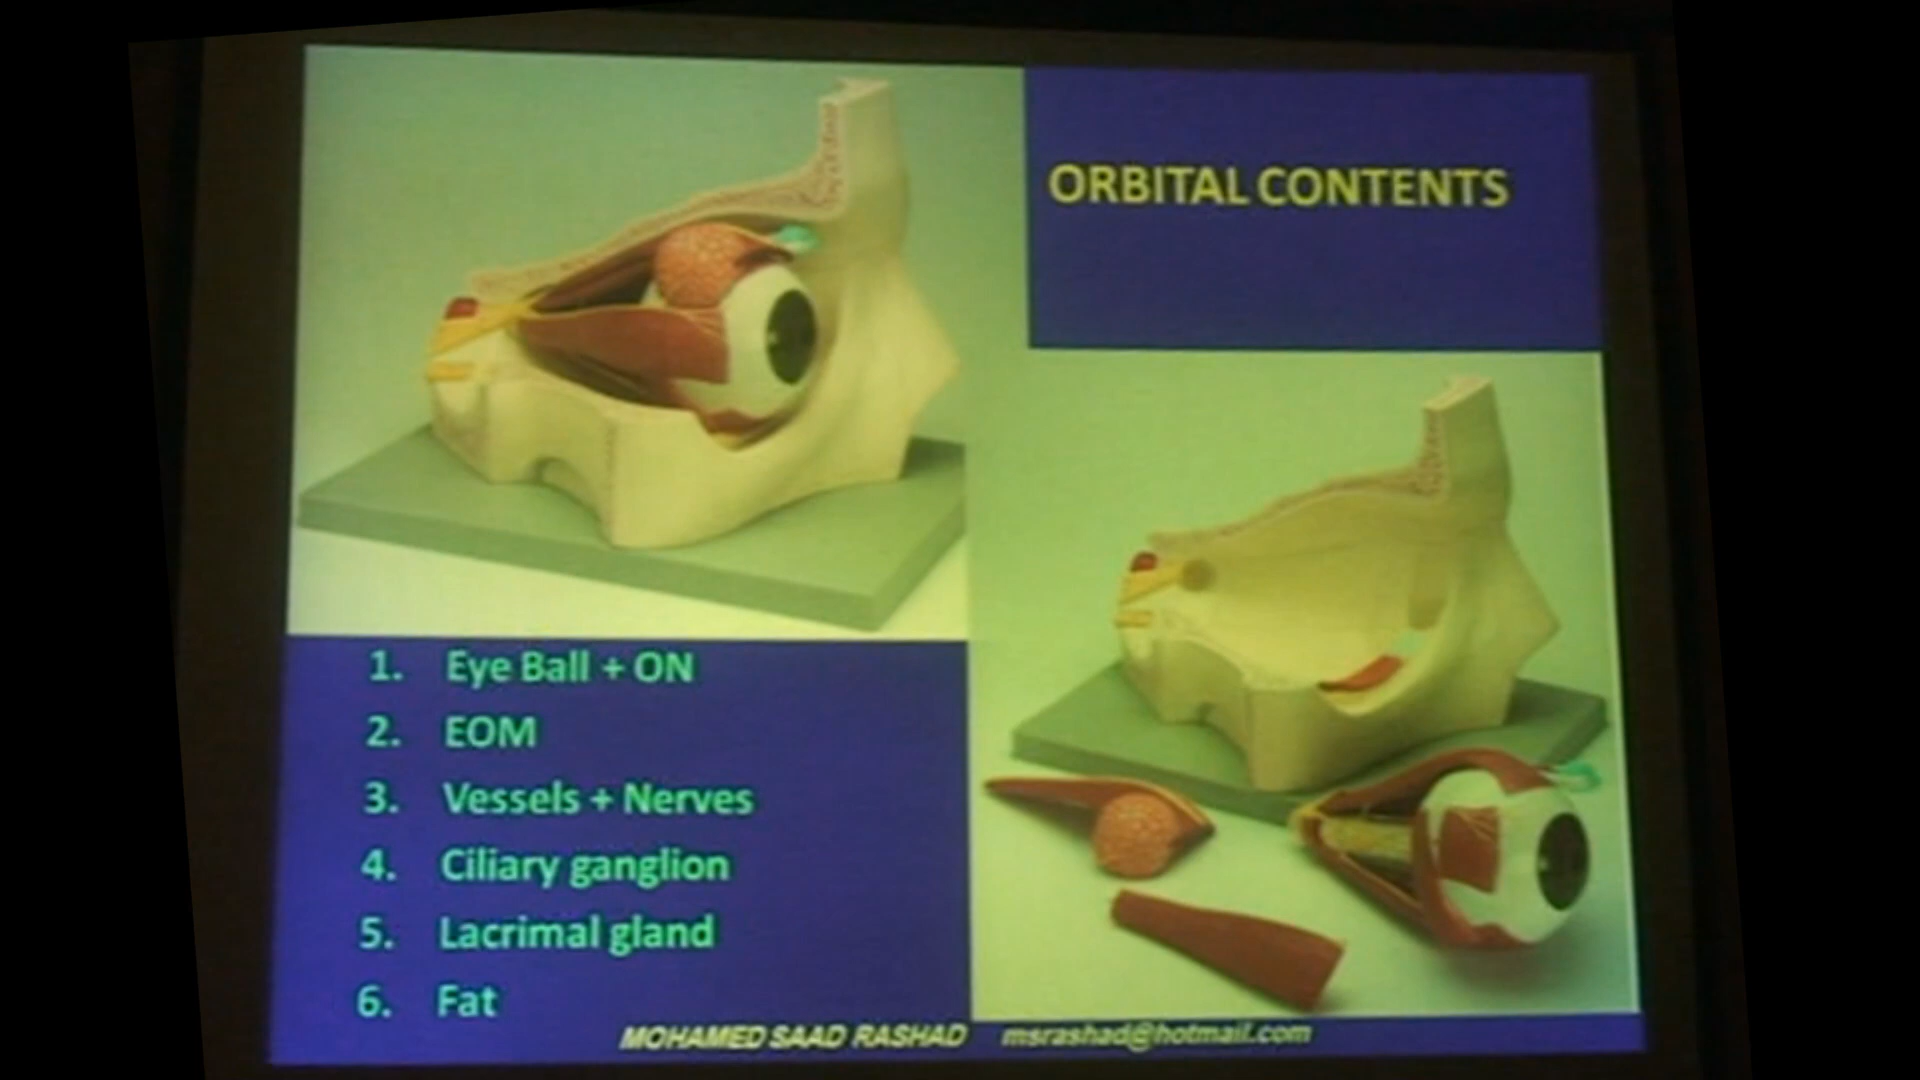 ORBITAL CONTENTS
1. Eye Ball + ON
2. EOM
3. Vessels + Nerves
4. Ciliary ganglion
5. Lacrimal gland
6. Fat
MOHAMED SAAD RASHAD msrashad@hotmail.com